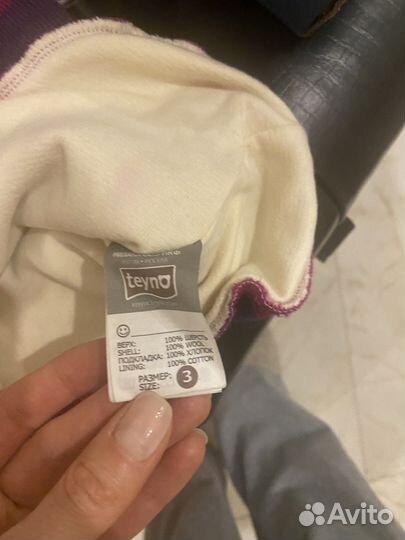 teyno
ВЕРХ: 100% ШЕРСТЬ
SHELL: 100% WOOL
ПОДКЛАДКА: 100% ХЛОПОК
LINING: 100% COTTON
РАЗМЕР:
SIZE: 3
Avito